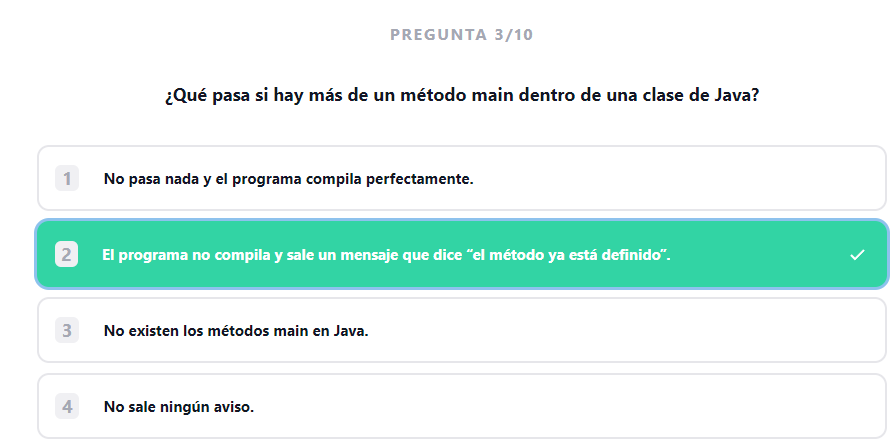 PREGUNTA 3/10
¿Qué pasa si hay más de un método main dentro de una clase de Java?
1 No pasa nada y el programa compila perfectamente.
2 El programa no compila y sale un mensaje que dice “el método ya está definido”.
3 No existen los métodos main en Java.
4 No sale ningún aviso.